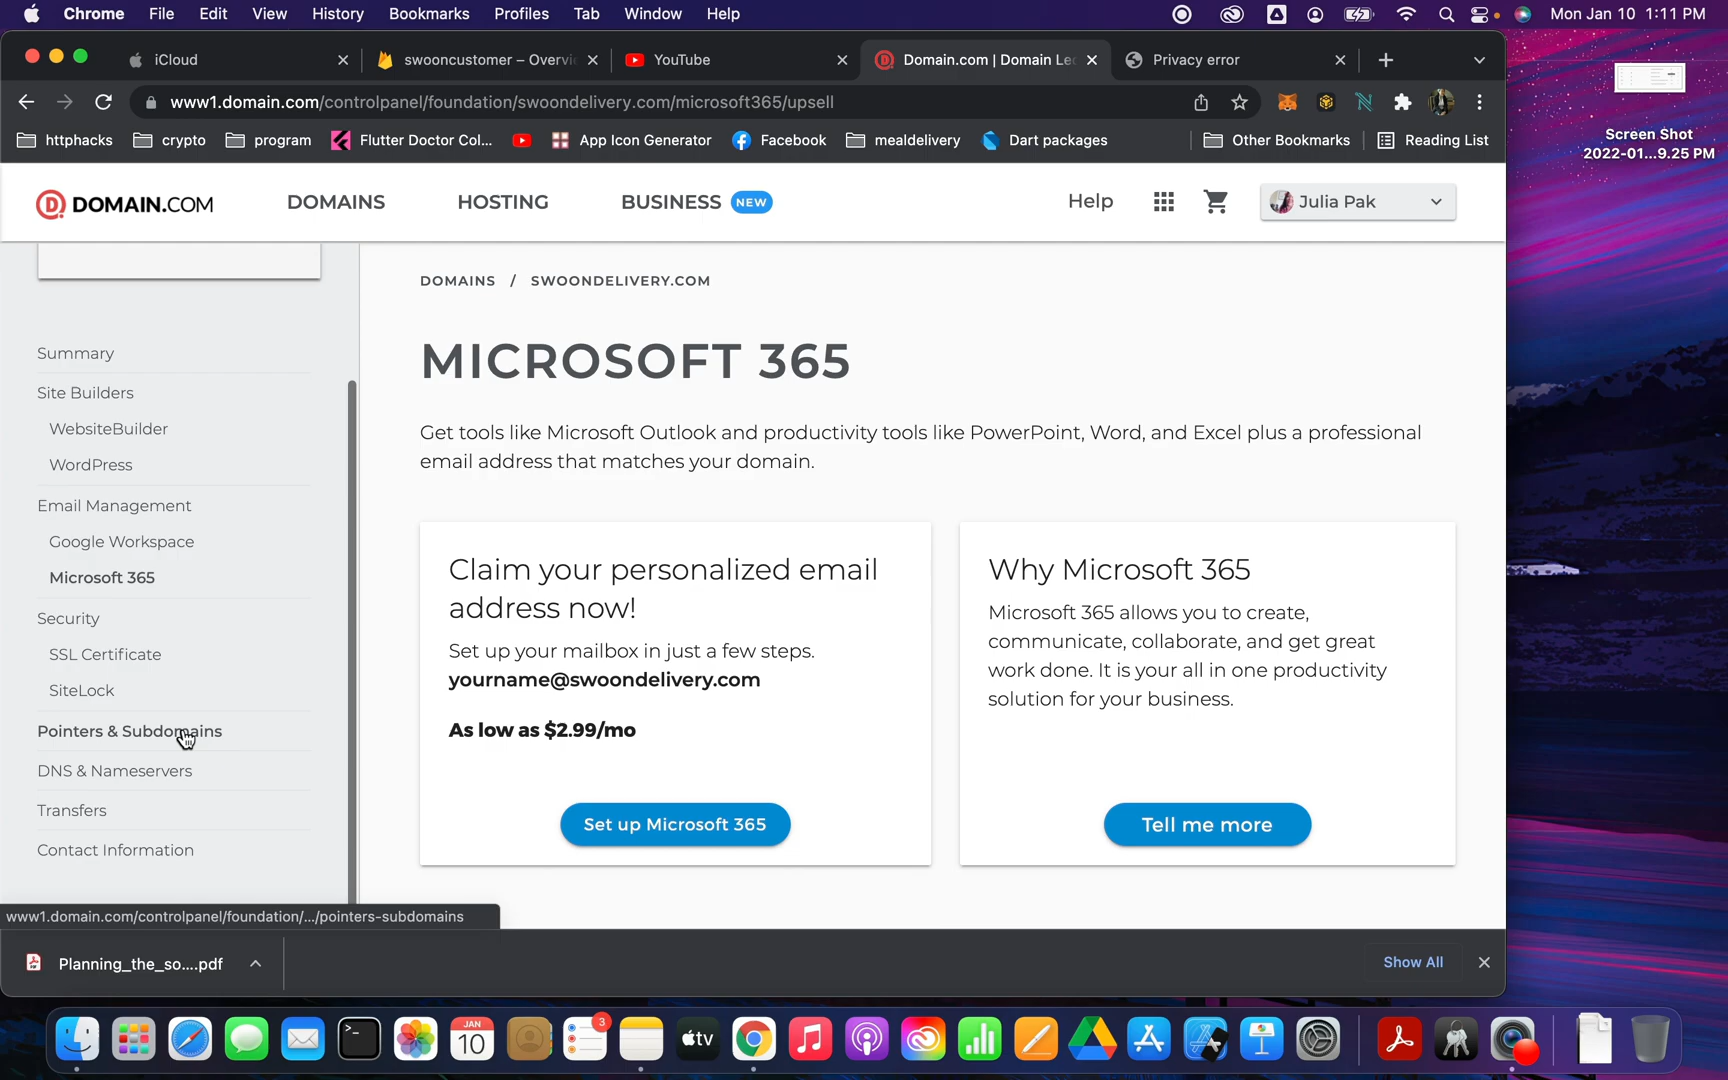 Chrome File Edit View History Bookmarks Profiles Tab Window Help Mon Jan 10 1:11 PM
iCloud swooncustomer – Overvi YouTube Domain.com | Domain Le Privacy error
www1.domain.com/controlpanel/foundation/swoondelivery.com/microsoft365/upsell
httphacks crypto program Flutter Doctor Col... App Icon Generator Facebook mealdelivery Dart packages Other Bookmarks Reading List
Screen Shot
2022-01...9.25 PM
DOMAIN.COM DOMAINS HOSTING BUSINESS NEW Help Julia Pak
DOMAINS / SWOONDELIVERY.COM
Summary
Site Builders
WebsiteBuilder
WordPress
Email Management
Google Workspace
Microsoft 365
Security
SSL Certificate
SiteLock
Pointers & Subdomains
DNS & Nameservers
Transfers
Contact Information
MICROSOFT 365
Get tools like Microsoft Outlook and productivity tools like PowerPoint, Word, and Excel plus a professional
email address that matches your domain.
Claim your personalized email
address now!
Set up your mailbox in just a few steps.
yourname@swoondelivery.com
As low as $2.99/mo
Set up Microsoft 365
Why Microsoft 365
Microsoft 365 allows you to create,
communicate, collaborate, and get great
work done. It is your all in one productivity
solution for your business.
Tell me more
www1.domain.com/controlpanel/foundation/.../pointers-subdomains
Planning_the_so....pdf Show All
JAN
10
3
tv